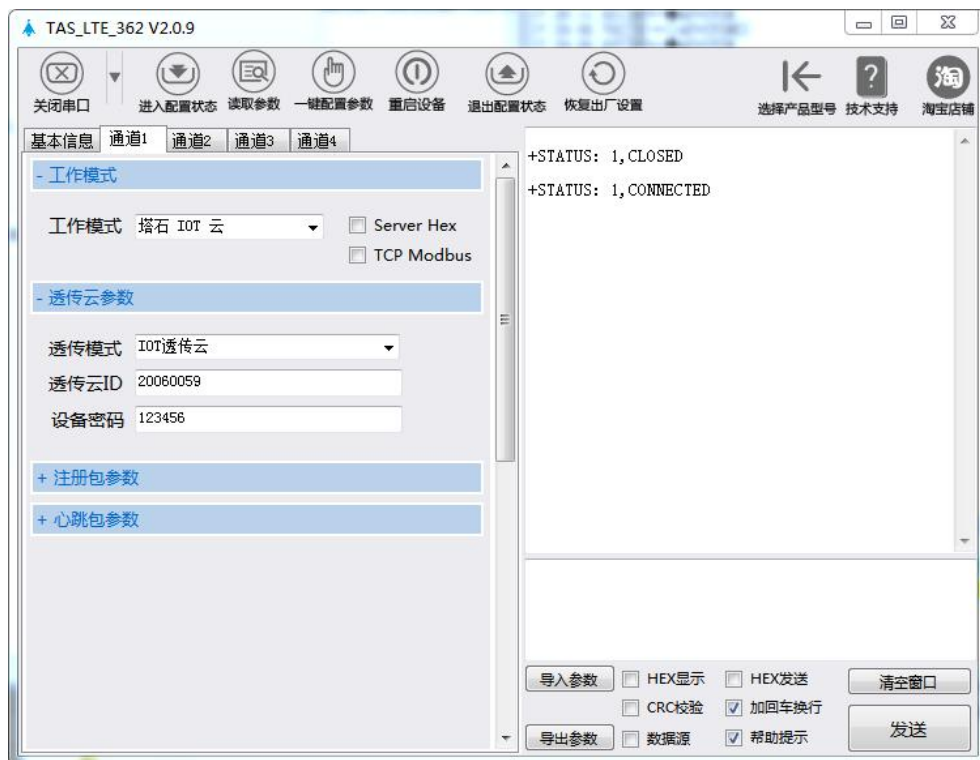 TAS_LTE_362 V2.0.9
关闭串口 进入配置状态 读取参数 一键配置参数 重启设备 退出配置状态 恢复出厂设置 选择产品型号 技术支持 淘宝店铺
淘
基本信息 通道1 通道2 通道3 通道4
- 工作模式
工作模式 塔石 IOT 云 Server Hex
TCP Modbus
- 透传云参数
透传模式 IOT透传云
透传云ID 20060059
设备密码 123456
+ 注册包参数
+ 心跳包参数
+STATUS: 1,CLOSED
+STATUS: 1,CONNECTED
导入参数 HEX显示 HEX发送 清空窗口
CRC校验 加回车换行
导出参数 数据源 帮助提示 发送